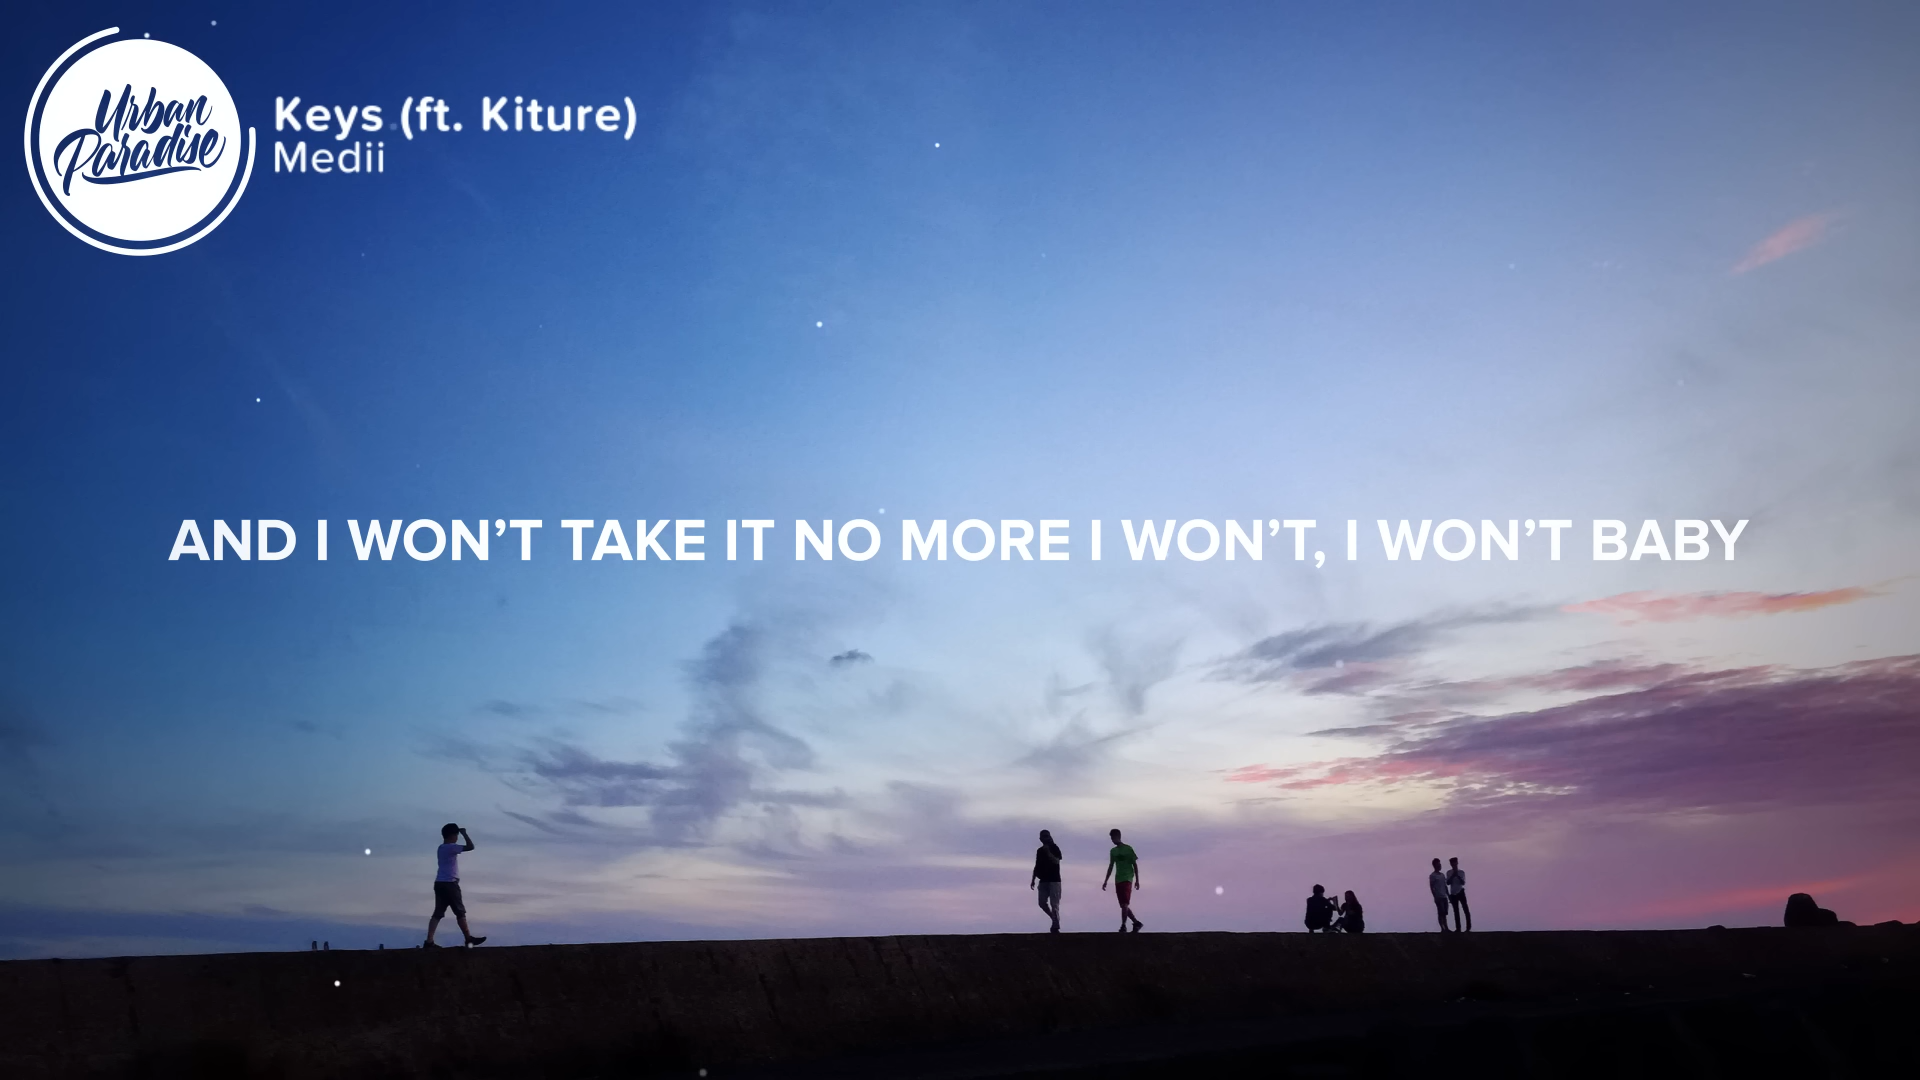 Urban
Paradise
Keys (ft. Kiture)
Medii
AND I WON’T TAKE IT NO MORE I WON’T, I WON’T BABY